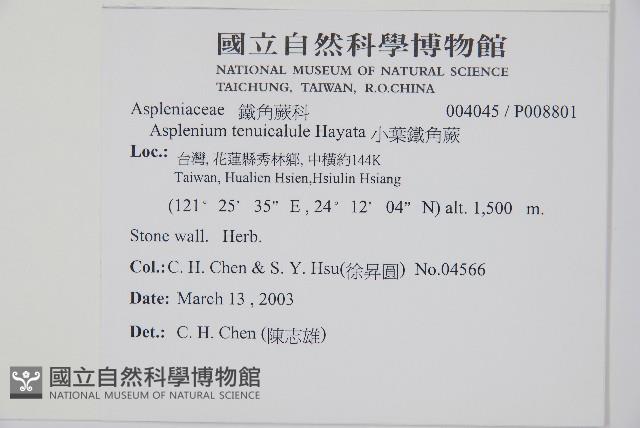 國立自然科學博物館
NATIONAL MUSEUM OF NATURAL SCIENCE
TAICHUNG, TAIWAN, R.O.CHINA
Aspleniaceae 鐵角蕨科 004045 / P008801
Asplenium tenuicalule Hayata 小葉鐵角蕨
Loc.: 台灣, 花蓮縣秀林鄉, 中橫約144K
Taiwan, Hualien Hsien,Hsiulin Hsiang
(121° 25' 35" E , 24° 12' 04" N) alt. 1,500 m.
Stone wall. Herb.
Col.: C. H. Chen & S. Y. Hsu(徐昇圓) No.04566
Date: March 13 , 2003
Det.: C. H. Chen (陳志雄)
國立自然科學博物館
NATIONAL MUSEUM OF NATURAL SCIENCE